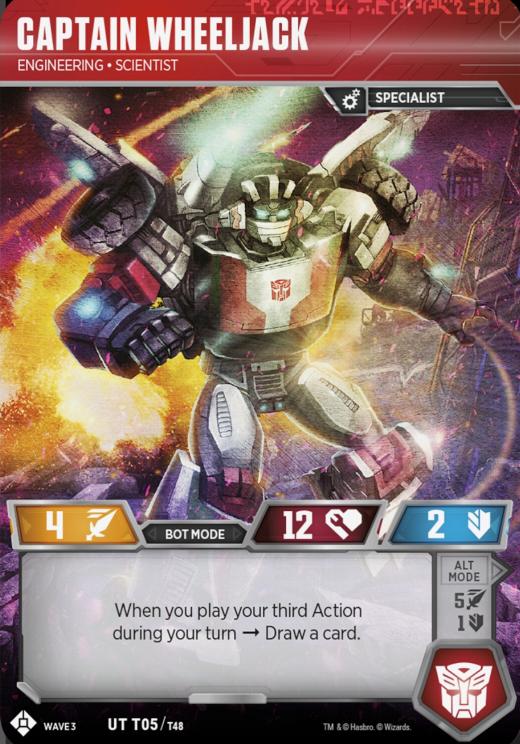 CAPTAIN WHEELJACK
ENGINEERING • SCIENTIST
SPECIALIST
4
BOT MODE
12
2
When you play your third Action
during your turn → Draw a card.
ALT
MODE
5
1
WAVE 3
UT T05/T48
TM & © Hasbro. © Wizards.